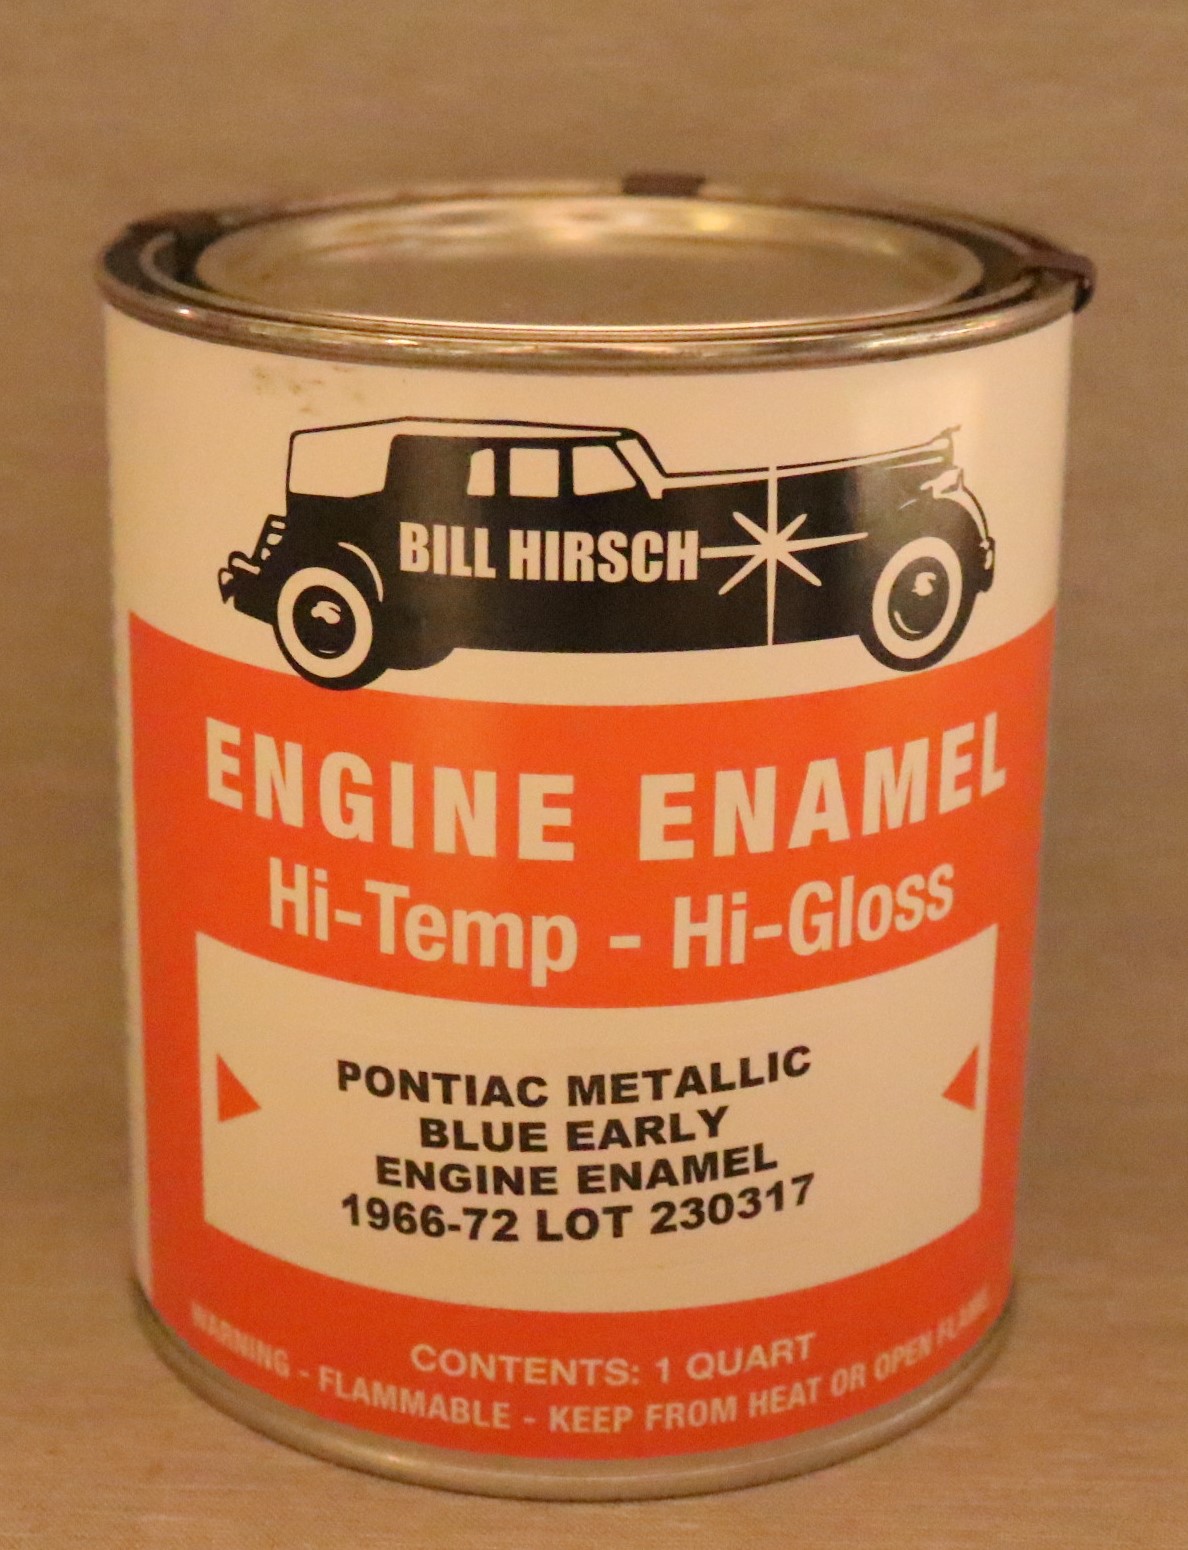 BILL HIRSCH
ENGINE ENAMEL
Hi-Temp - Hi-Gloss
PONTIAC METALLIC
BLUE EARLY
ENGINE ENAMEL
1966-72 LOT 230317
CONTENTS: 1 QUART
WARNING - FLAMMABLE - KEEP FROM HEAT OR OPEN FLAME